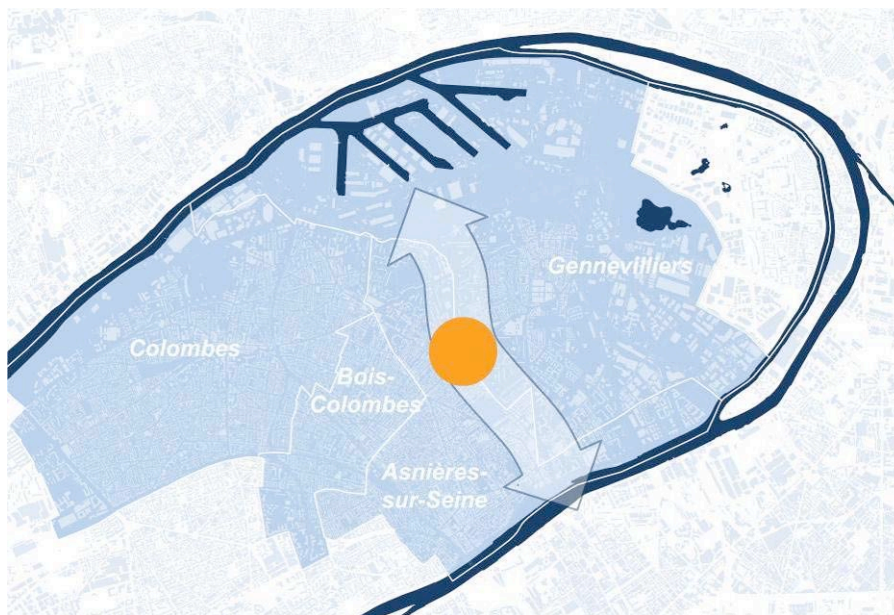 Gennevilliers
Colombes
Bois-
Colombes
Asnières-
sur-Seine